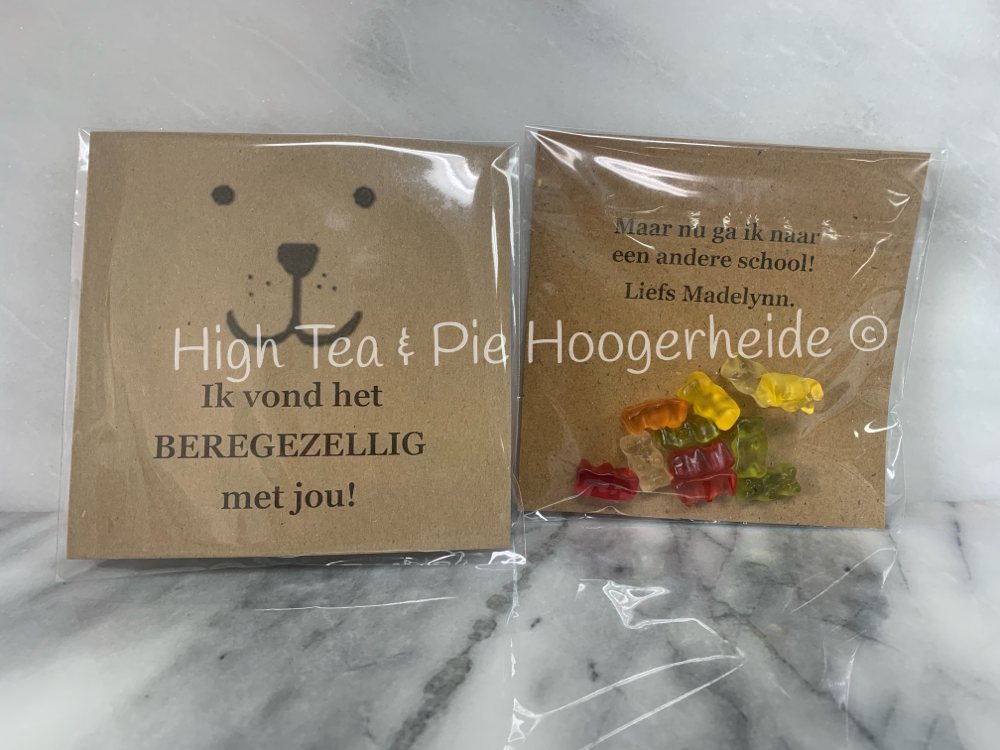 Ik vond het
BEREGEZELLIG
met jou!
Maar nu ga ik naar
een andere school!
Liefs Madelynn.
High Tea & Pie Hoogerheide ©